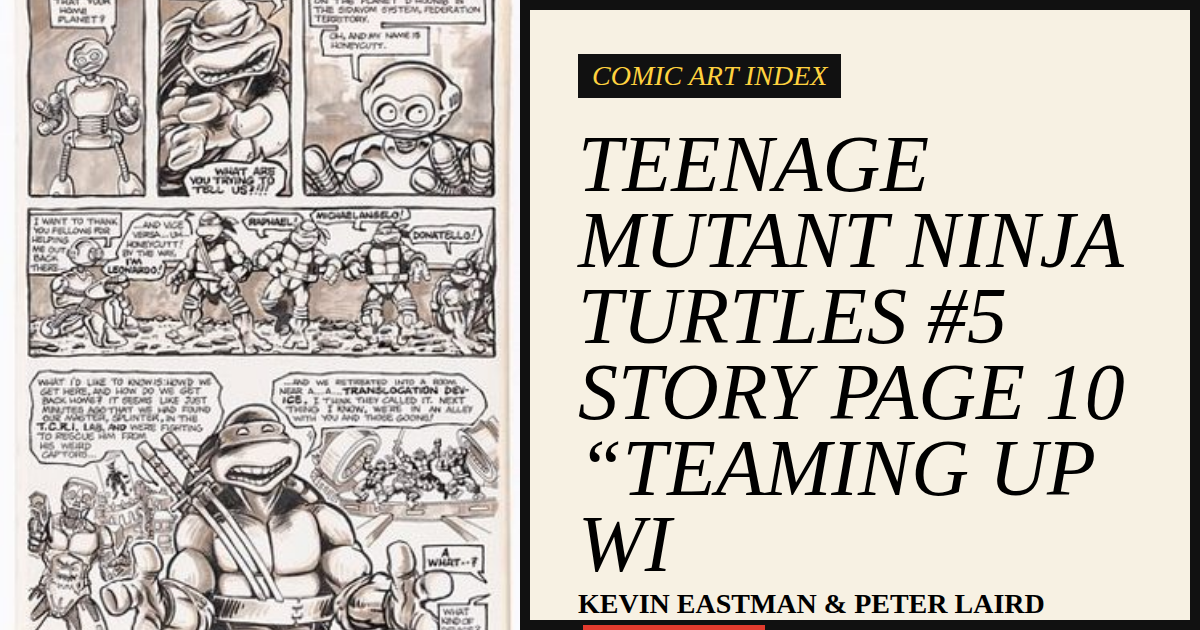 THAT YOUR
HOME
PLANET?
WHAT ARE
YOU TRYING TO
TELL US?!!!
ON THE PLANET D'HOONIB IN
THE SIDAYOM SYSTEM, FEDERATION
TERRITORY.
OH, AND MY NAME IS
HONEYCUTT.
I WANT TO THANK
YOU FELLOWS FOR
HELPING
ME OUT
BACK
THERE.
...AND VICE
VERSA...UH...
HONEYCUTT!
BY THE WAY,
I'M
LEONARDO!
RAPHAEL!
MICHAELANGELO!
DONATELLO!
WHAT I'D LIKE TO KNOW IS: HOW'D WE
GET HERE, AND HOW DO WE GET
BACK HOME? IT SEEMS LIKE JUST
MINUTES AGO THAT WE HAD FOUND
OUR MASTER, SPLINTER, IN THE
T.C.R.I. LAB, AND WERE FIGHTING
TO RESCUE HIM FROM
HIS WEIRD
CAPTORS...
...AND WE RETREATED INTO A ROOM
NEAR A...A...TRANSLOCATION DEV-
ICE, I THINK THEY CALLED IT. NEXT
THING I KNOW, WE'RE IN AN ALLEY
WITH YOU AND THOSE GOONS!
A
WHAT--?
WHAT
KIND OF
COMIC ART INDEX
TEENAGE
MUTANT NINJA
TURTLES #5
STORY PAGE 10
“TEAMING UP
WI
KEVIN EASTMAN & PETER LAIRD